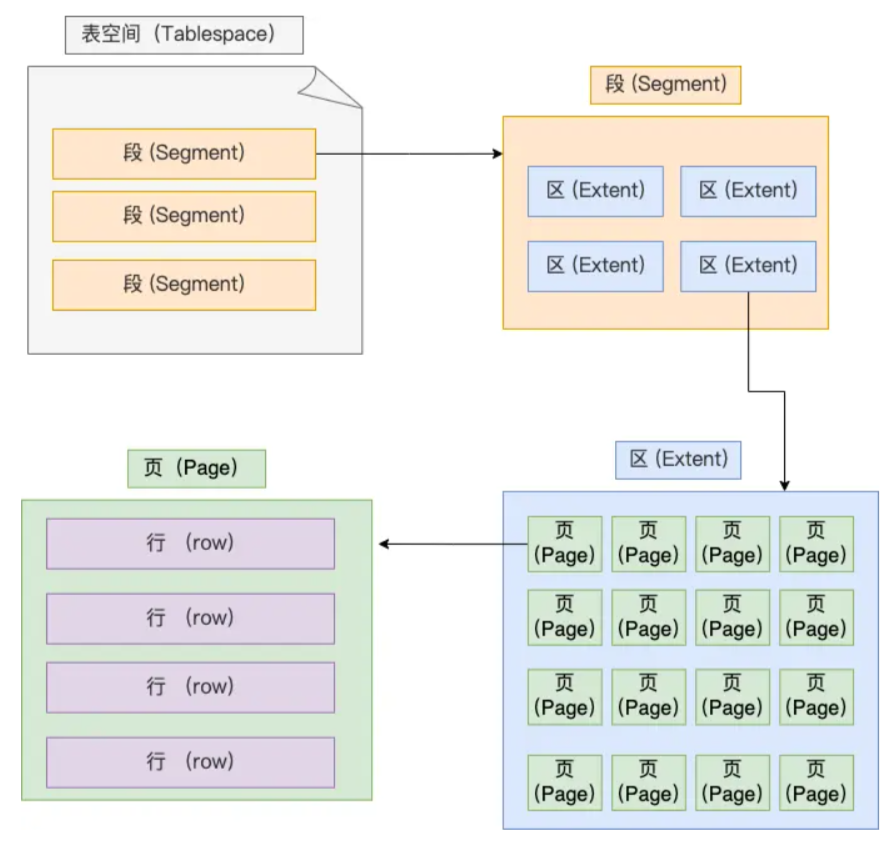 表空间（Tablespace）
段 (Segment)
段 (Segment)
段 (Segment)
段 (Segment)
区 (Extent)
区 (Extent)
区 (Extent)
区 (Extent)
页（Page）
行 （row）
行 （row）
行 （row）
行 （row）
区 (Extent)
页 页 页 页
(Page) (Page) (Page) (Page)
页 页 页 页
(Page) (Page) (Page) (Page)
页 页 页 页
(Page) (Page) (Page) (Page)
页 页 页 页
(Page) (Page) (Page) (Page)